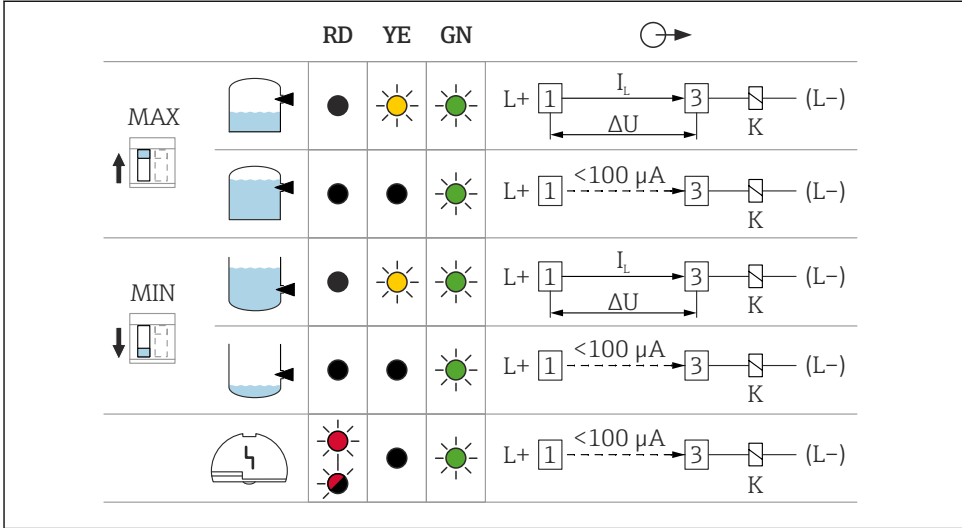 RD YE GN
MAX
L+ 1 I_L 3 (L−)
ΔU K
L+ 1 <100 µA 3 (L−)
K
MIN
L+ 1 I_L 3 (L−)
ΔU K
L+ 1 <100 µA 3 (L−)
K
L+ 1 <100 µA 3 (L−)
K